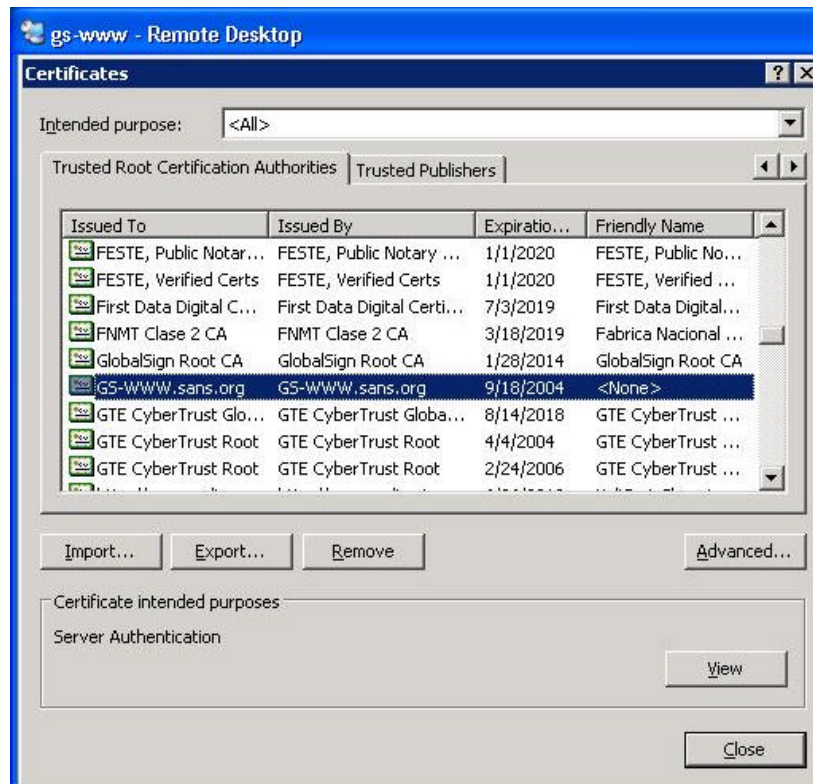 gs-www - Remote Desktop
Certificates
Intended purpose: <All>
Trusted Root Certification Authorities Trusted Publishers
Issued To Issued By Expiratio... Friendly Name
FESTE, Public Notar... FESTE, Public Notary ... 1/1/2020 FESTE, Public No...
FESTE, Verified Certs FESTE, Verified Certs 1/1/2020 FESTE, Verified ...
First Data Digital C... First Data Digital Certi... 7/3/2019 First Data Digital...
FNMT Clase 2 CA FNMT Clase 2 CA 3/18/2019 Fabrica Nacional ...
GlobalSign Root CA GlobalSign Root CA 1/28/2014 GlobalSign Root CA
GS-WWW.sans.org GS-WWW.sans.org 9/18/2004 <None>
GTE CyberTrust Glo... GTE CyberTrust Globa... 8/14/2018 GTE CyberTrust ...
GTE CyberTrust Root GTE CyberTrust Root 4/4/2004 GTE CyberTrust ...
GTE CyberTrust Root GTE CyberTrust Root 2/24/2006 GTE CyberTrust ...
Import... Export... Remove Advanced...
Certificate intended purposes
Server Authentication
View
Close